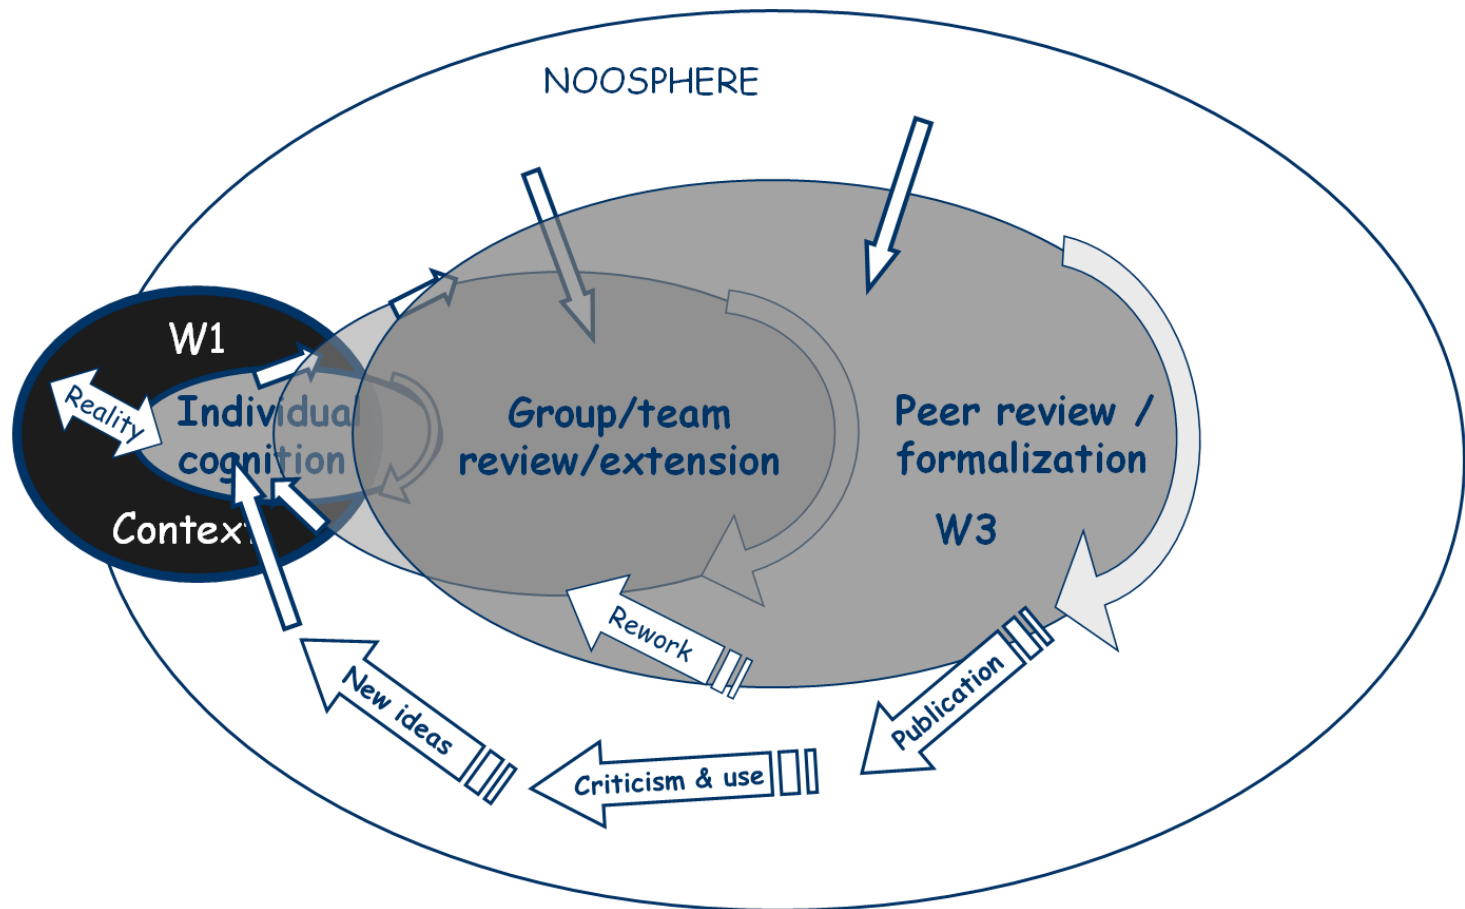 NOOSPHERE
W1
Reality
Individual
cognition
Context
Group/team
review/extension
Peer review /
formalization
W3
Rework
Publication
New ideas
Criticism & use